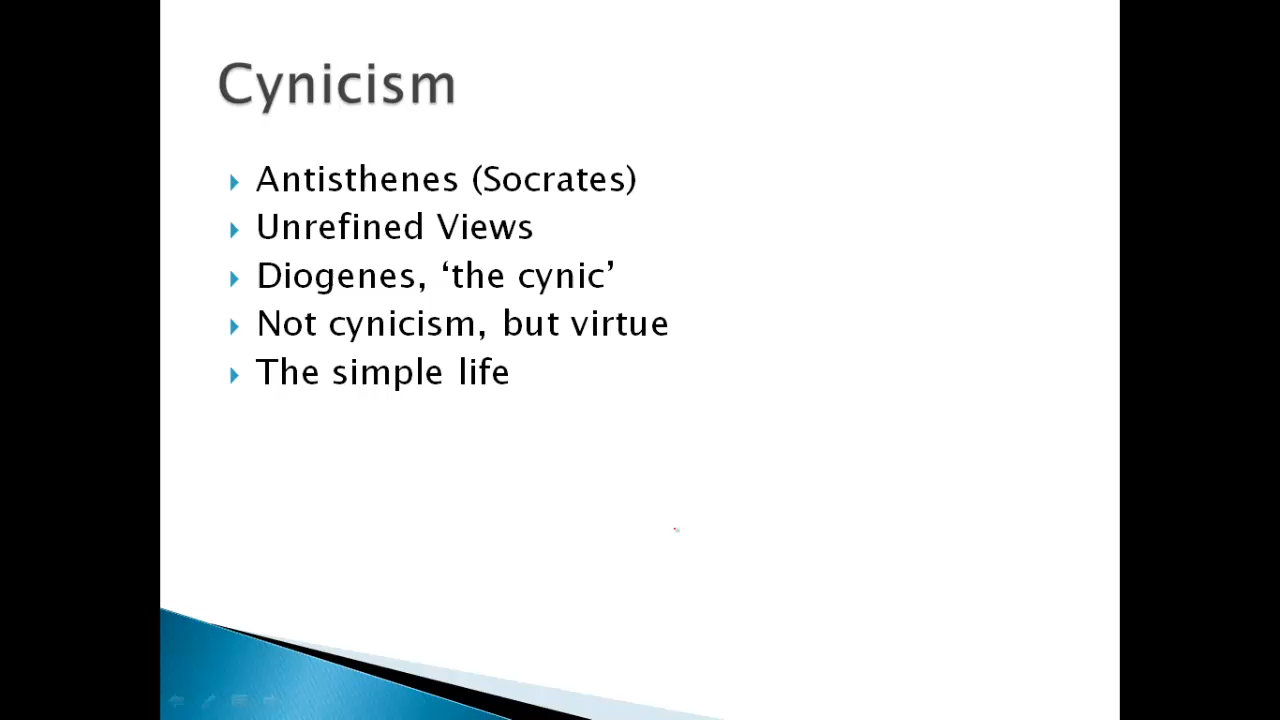 Cynicism
Antisthenes (Socrates)
Unrefined Views
Diogenes, ‘the cynic’
Not cynicism, but virtue
The simple life